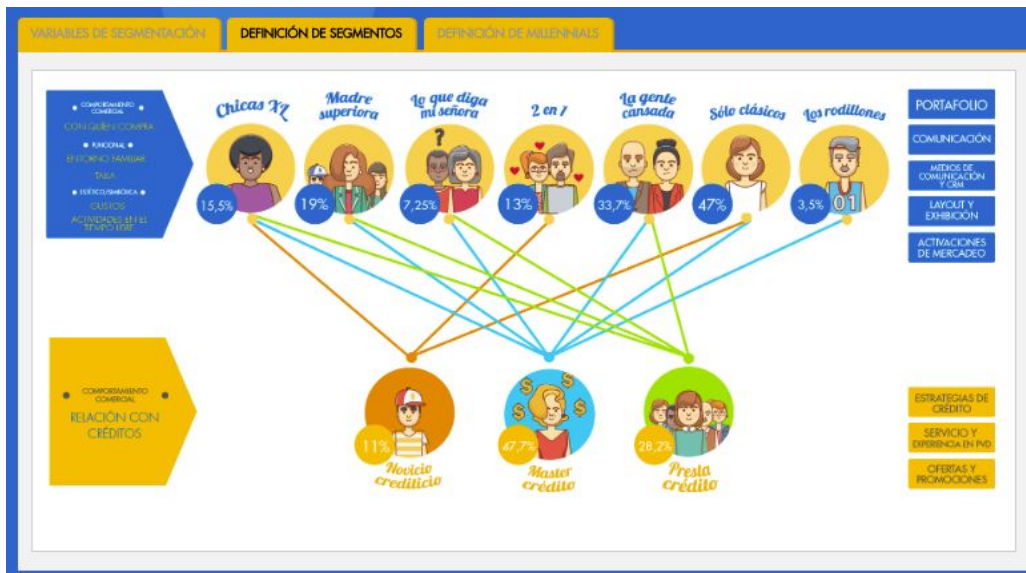 VARIABLES DE SEGMENTACIÓN
DEFINICIÓN DE SEGMENTOS
DEFINICIÓN DE MILLENNIALS
COMPORTAMIENTO
COMERCIAL
CON QUIÉN COMPRA
FUNCIONAL
ENTORNO FAMILIAR
TALLA
ESTÉTICO/SIMBÓLICA
GUSTOS
ACTIVIDADES EN EL
TIEMPO LIBRE
Chicas XL
Madre
superiora
Lo que diga
mi señora
2 en 1
La gente
cansada
Sólo clásicos
Los rodillones
?
01
15,5%
19%
7,25%
13%
33,7%
47%
3,5%
PORTAFOLIO
COMUNICACIÓN
MEDIOS DE
COMUNICACIÓN
Y CRM
LAYOUT Y
EXHIBICIÓN
ACTIVACIONES
DE MERCADEO
COMPORTAMIENTO
COMERCIAL
RELACIÓN CON
CRÉDITOS
$ $
$ $
11%
47,7%
28,2%
Novicio
crediticio
Master
crédito
Presta
crédito
ESTRATEGIAS DE
CRÉDITO
SERVICIO Y
EXPERIENCIA EN PVD
OFERTAS Y
PROMOCIONES